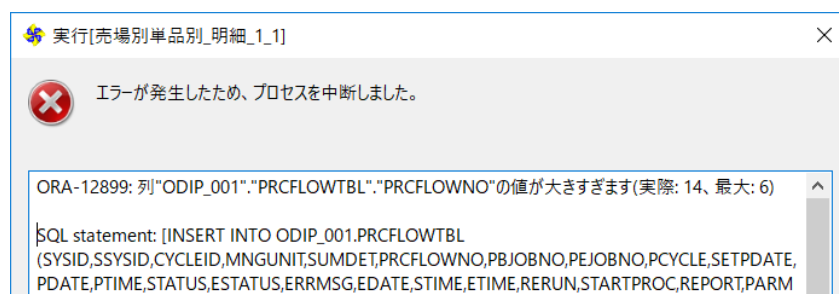 実行[売場別単品別_明細_1_1]
エラーが発生したため、プロセスを中断しました。
ORA-12899: 列"ODIP_001"."PRCFLOWTBL"."PRCFLOWNO"の値が大きすぎます(実際: 14、最大: 6)
SQL statement: [INSERT INTO ODIP_001.PRCFLOWTBL
(SYSID,SSYSID,CYCLEID,MNGUNIT,SUMDET,PRCFLOWNO,PBJOBNO,PEJOBNO,PCYCLE,SETPDATE,
PDATE,PTIME,STATUS,ESTATUS,ERRMSG,EDATE,STIME,ETIME,RERUN,STARTPROC,REPORT,PARM